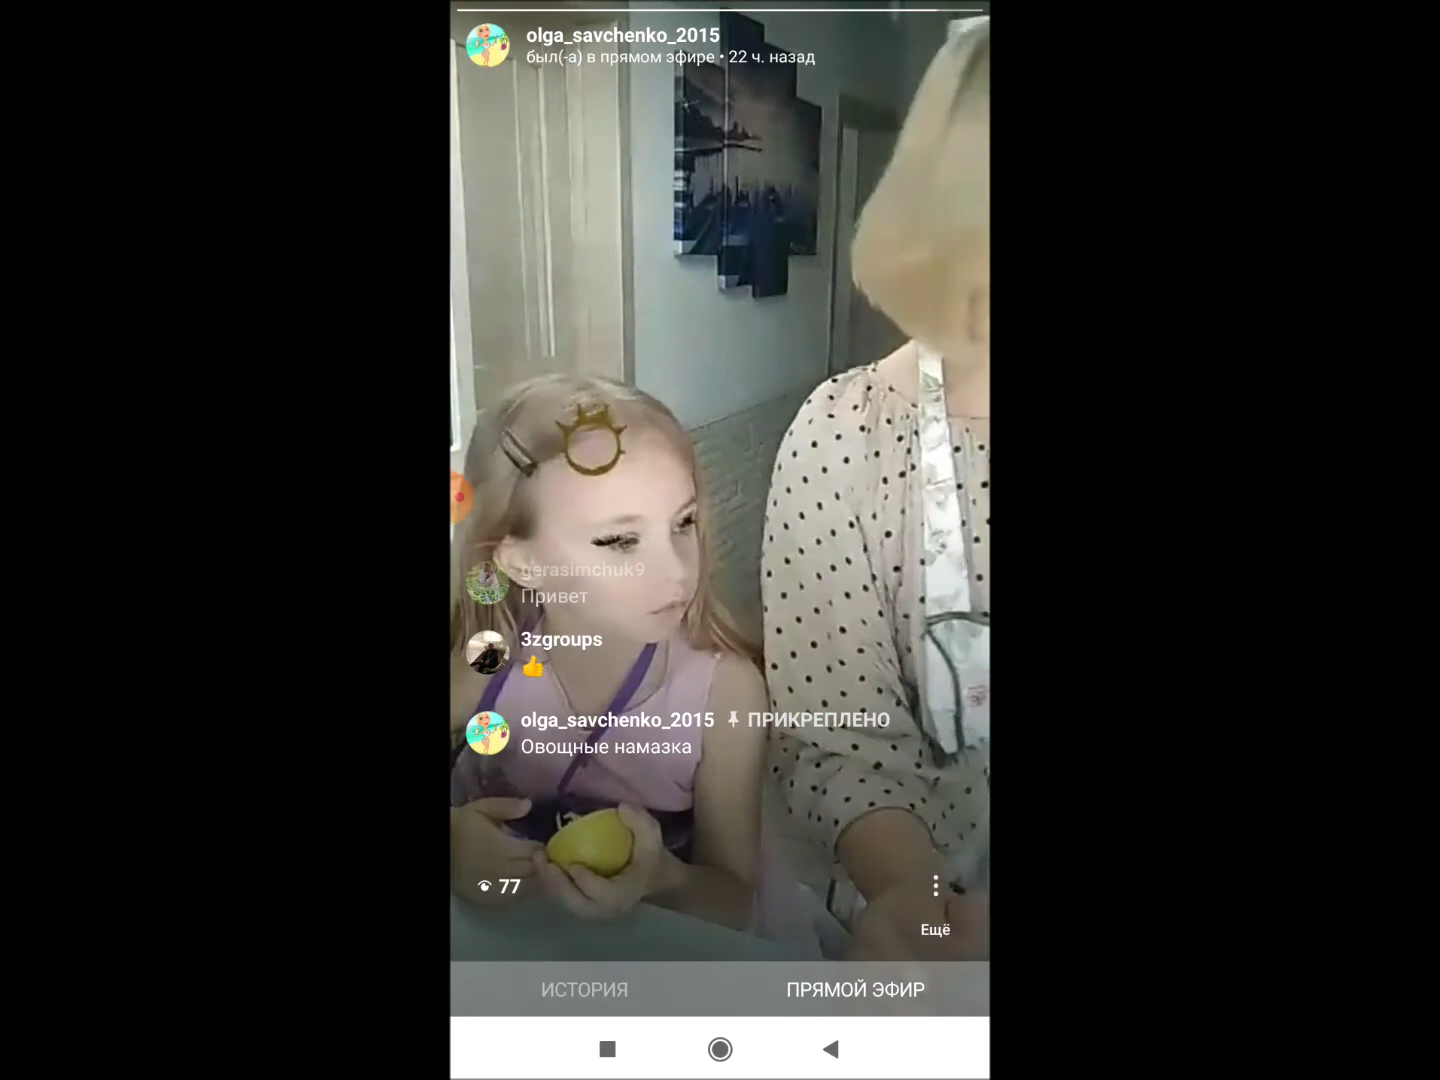 olga_savchenko_2015
был(-а) в прямом эфире • 22 ч. назад
gerasimchuk9
Привет
3zgroups
👍
olga_savchenko_2015 ПРИКРЕПЛЕНО
Овощные намазка
77
Ещё
ИСТОРИЯ ПРЯМОЙ ЭФИР